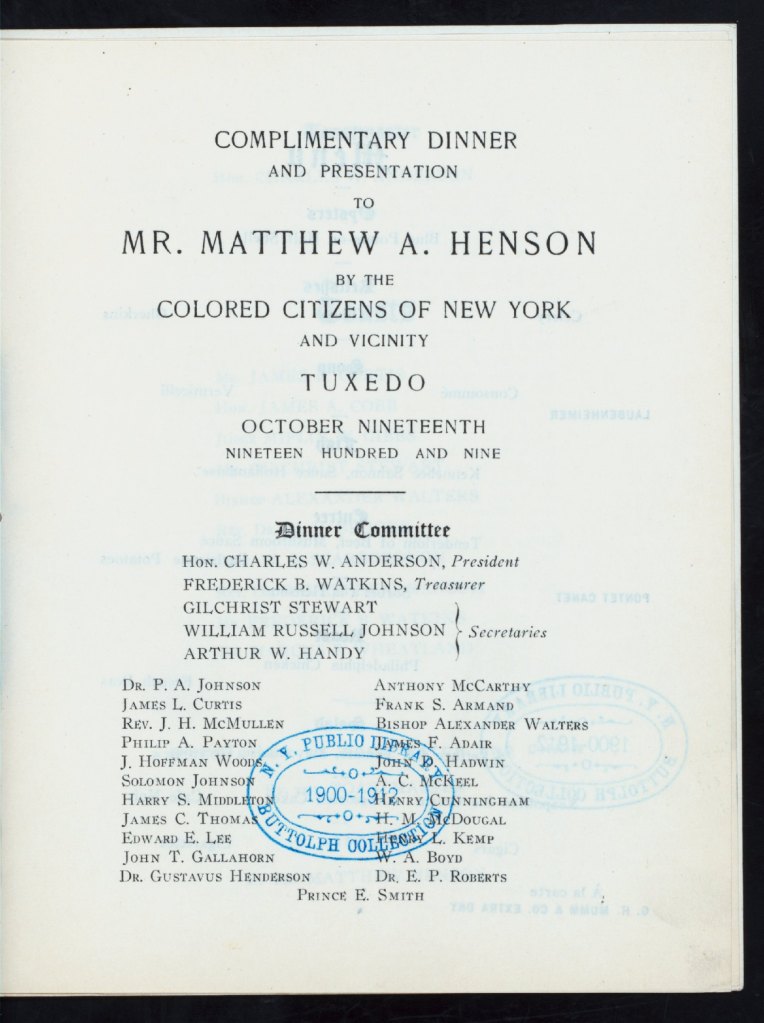 COMPLIMENTARY DINNER
AND PRESENTATION
TO
MR. MATTHEW A. HENSON
BY THE
COLORED CITIZENS OF NEW YORK
AND VICINITY
TUXEDO
OCTOBER NINETEENTH
NINETEEN HUNDRED AND NINE
Dinner Committee
HON. CHARLES W. ANDERSON, President
FREDERICK B. WATKINS, Treasurer
GILCHRIST STEWART
WILLIAM RUSSELL JOHNSON } Secretaries
ARTHUR W. HANDY
DR. P. A. JOHNSON ANTHONY MCCARTHY
JAMES L. CURTIS FRANK S. ARMAND
REV. J. H. MCMULLEN BISHOP ALEXANDER WALTERS
PHILIP A. PAYTON JAMES F. ADAIR
J. HOFFMAN WOODS JOHN D. HADWIN
SOLOMON JOHNSON A. C. MCKEEL
HARRY S. MIDDLETON HENRY CUNNINGHAM
JAMES C. THOMAS H. M. MCDOUGAL
EDWARD E. LEE HENRY L. KEMP
JOHN T. GALLAHORN W. A. BOYD
DR. GUSTAVUS HENDERSON DR. E. P. ROBERTS
PRINCE E. SMITH
N. Y. PUBLIC LIBRARY
1900-1912
BUTTOLPH COLLECTION